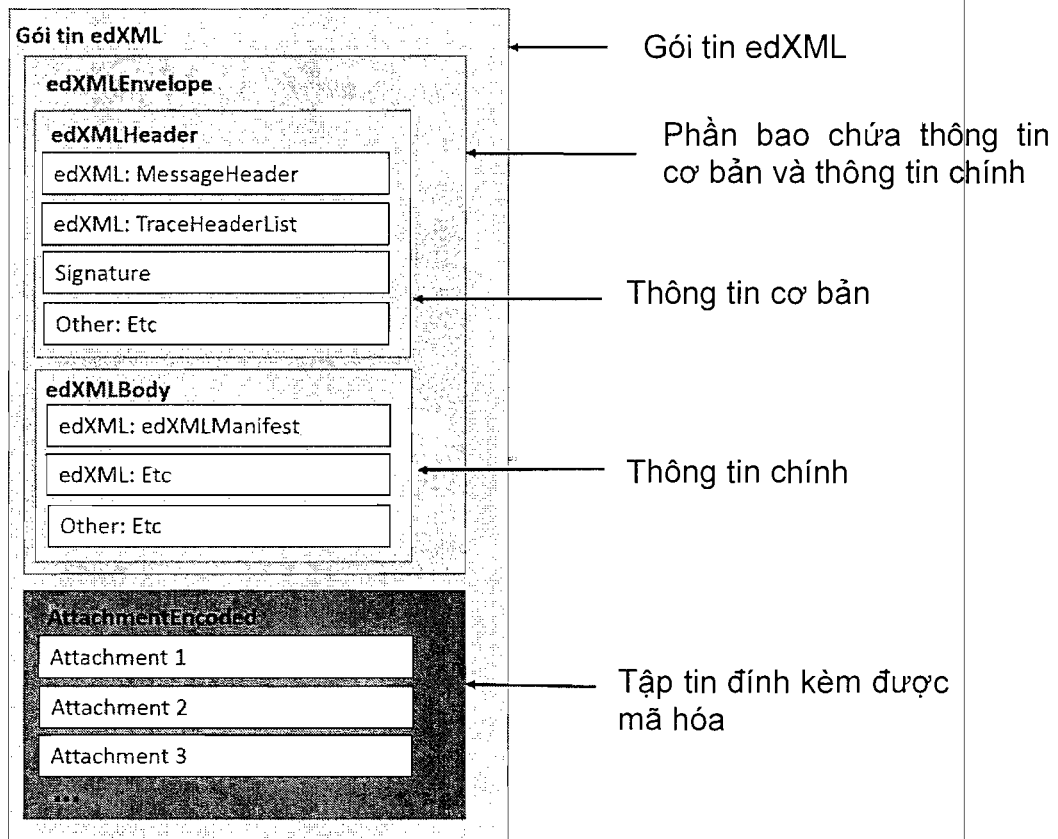 Gói tin edXML
edXMLEnvelope
edXMLHeader
edXML: MessageHeader
edXML: TraceHeaderList
Signature
Other: Etc
edXMLBody
edXML: edXMLManifest
edXML: Etc
Other: Etc
AttachmentEncoded
Attachment 1
Attachment 2
Attachment 3
...
Gói tin edXML
Phần bao chứa thông tin
cơ bản và thông tin chính
Thông tin cơ bản
Thông tin chính
Tập tin đính kèm được
mã hóa